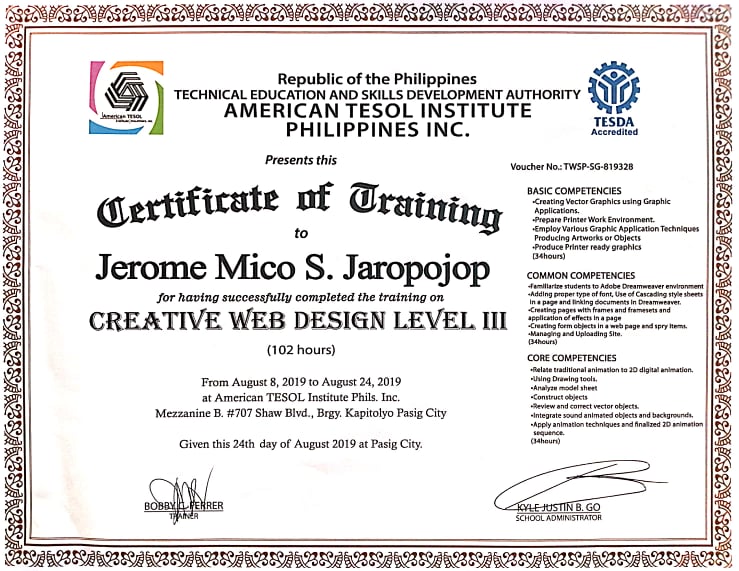 American TESOL
Institute Philippines, Inc.
Republic of the Philippines
TECHNICAL EDUCATION AND SKILLS DEVELOPMENT AUTHORITY
AMERICAN TESOL INSTITUTE
PHILIPPINES INC.
TESDA
Accredited
Presents this
Voucher No.: TWSP-SG-819328
Certificate of Training
to
Jerome Mico S. Jaropojop
for having successfully completed the training on
CREATIVE WEB DESIGN LEVEL III
(102 hours)
From August 8, 2019 to August 24, 2019
at American TESOL Institute Phils. Inc.
Mezzanine B. #707 Shaw Blvd., Brgy. Kapitolyo Pasig City
Given this 24th day of August 2019 at Pasig City.
BASIC COMPETENCIES
•Creating Vector Graphics using Graphic
Applications.
•Prepare Printer Work Environment.
•Employ Various Graphic Application Techniques
Producing Artworks or Objects
•Produce Printer ready graphics
(34hours)
COMMON COMPETENCIES
•Familiarize students to Adobe Dreamweaver environment
•Adding proper type of font, Use of Cascading style sheets
in a page and linking documents in Dreamweaver.
•Creating pages with frames and framesets and
application of effects in a page
•Creating form objects in a web page and spry items.
•Managing and Uploading Site.
(34hours)
CORE COMPETENCIES
•Relate traditional animation to 2D digital animation.
•Using Drawing tools.
•Analyze model sheet
•Construct objects
•Review and correct vector objects.
•Integrate sound animated objects and backgrounds.
•Apply animation techniques and finalized 2D animation
sequence.
(34hours)
BOBBY C. FERRER
TRAINER
KYLE JUSTIN B. GO
SCHOOL ADMINISTRATOR